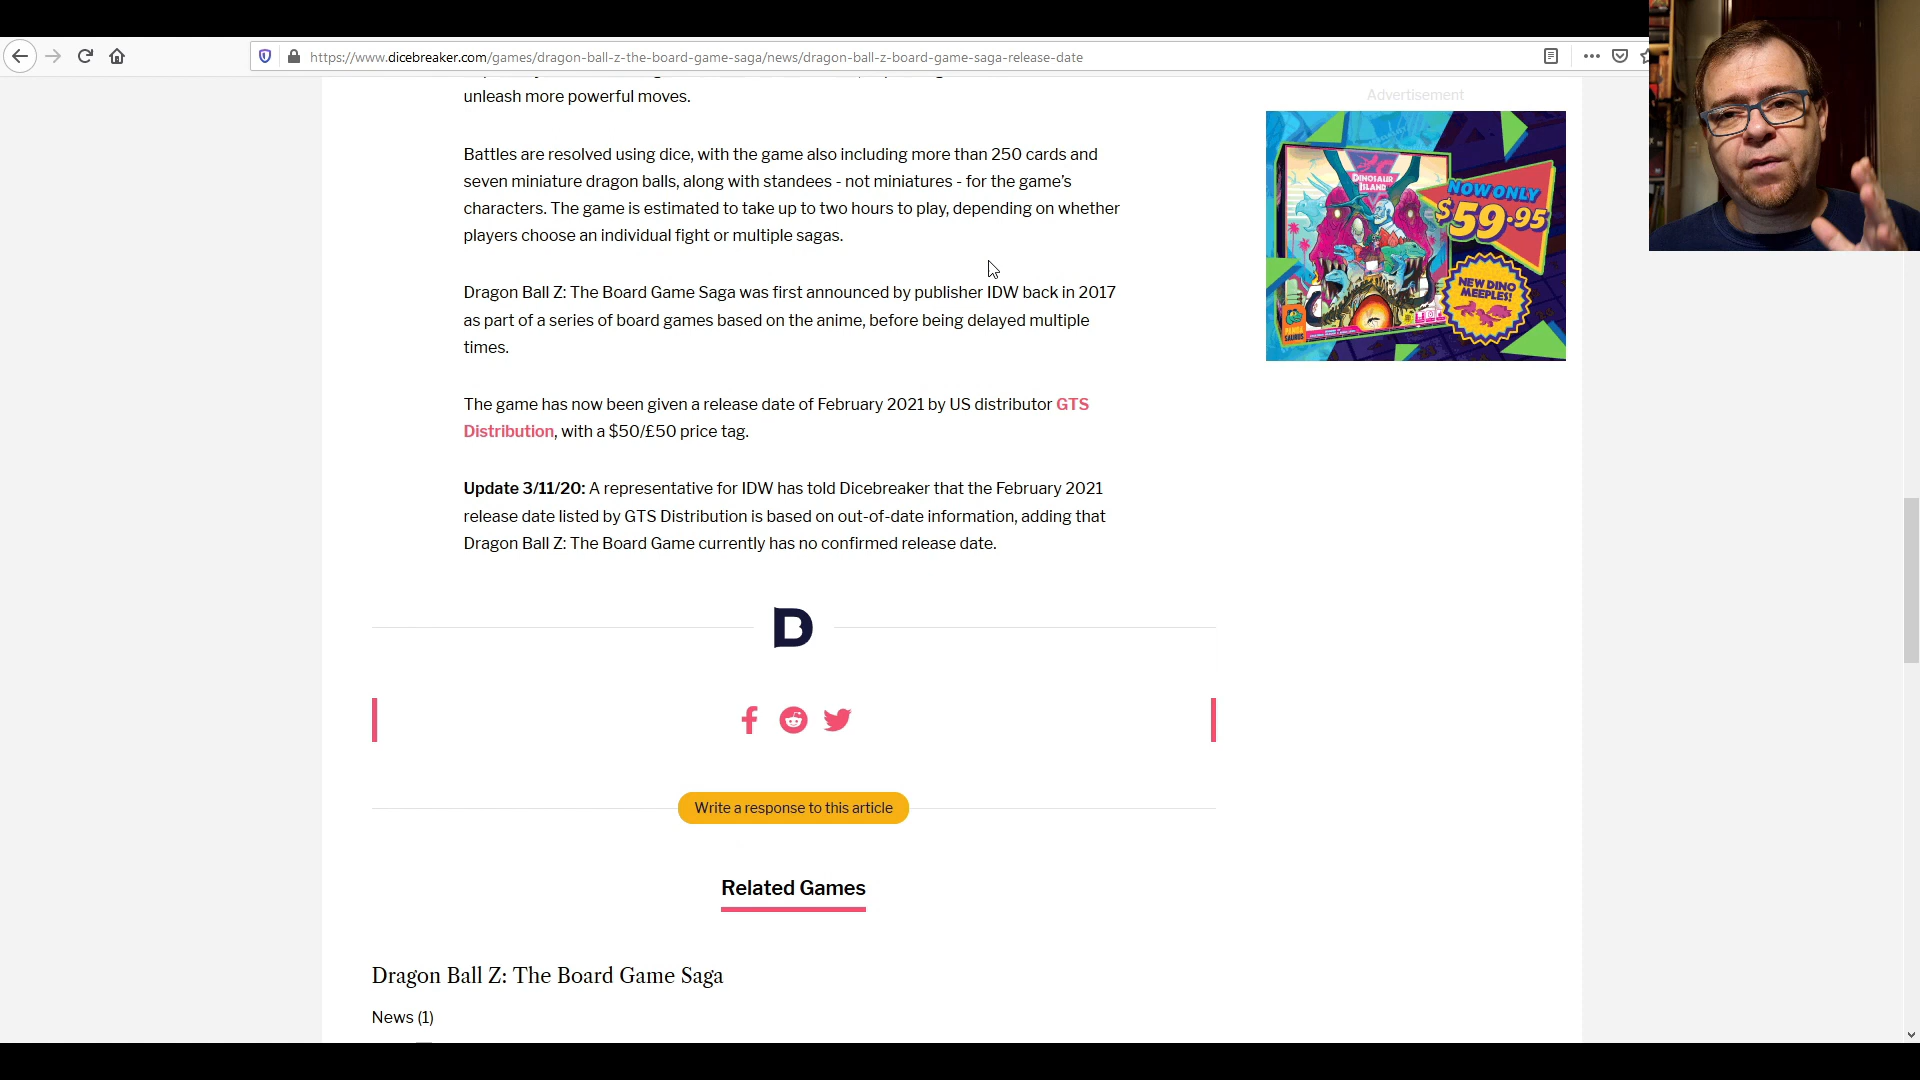 https://www.dicebreaker.com/games/dragon-ball-z-the-board-game-saga/news/dragon-ball-z-board-game-saga-release-date
unleash more powerful moves.
Advertisement
Battles are resolved using dice, with the game also including more than 250 cards and
seven miniature dragon balls, along with standees - not miniatures - for the game’s
characters. The game is estimated to take up to two hours to play, depending on whether
players choose an individual fight or multiple sagas.
DINOSAUR
ISLAND
NOW ONLY
$59.95
NEW DINO
MEEPLES!
PANDA
SAURUS
Dragon Ball Z: The Board Game Saga was first announced by publisher IDW back in 2017
as part of a series of board games based on the anime, before being delayed multiple
times.
The game has now been given a release date of February 2021 by US distributor GTS
Distribution, with a $50/£50 price tag.
Update 3/11/20: A representative for IDW has told Dicebreaker that the February 2021
release date listed by GTS Distribution is based on out-of-date information, adding that
Dragon Ball Z: The Board Game currently has no confirmed release date.
Write a response to this article
Related Games
Dragon Ball Z: The Board Game Saga
News (1)